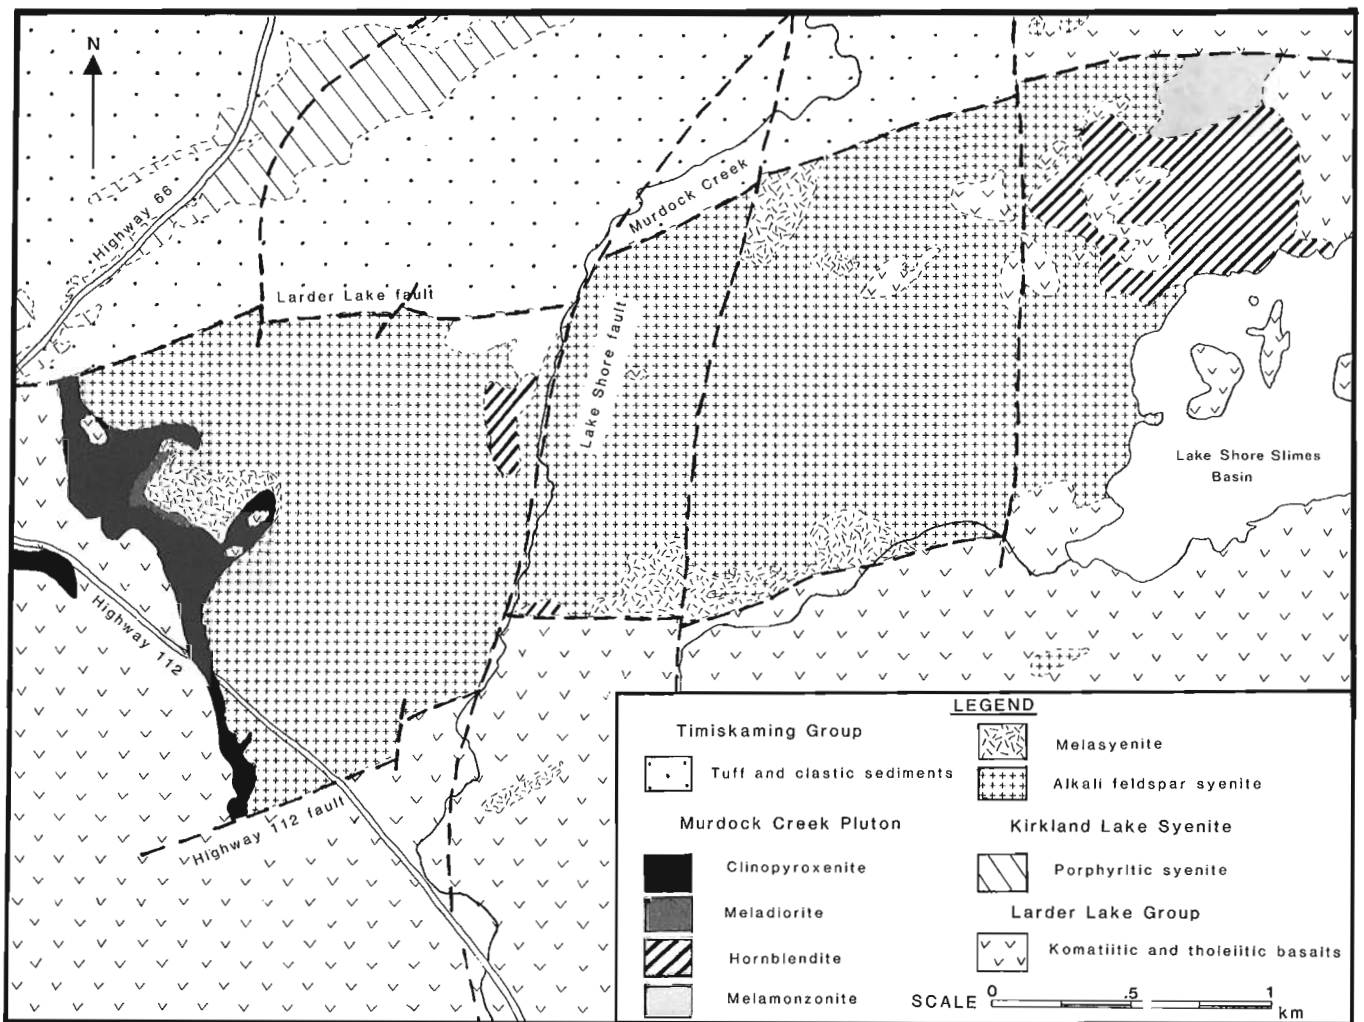 N
Highway 66
Murdock Creek
Larder Lake fault
Lake Shore fault
Lake Shore Slimes
Basin
Highway 112
Highway 112 fault
LEGEND
Timiskaming Group
Tuff and clastic sediments
Murdock Creek Pluton
Clinopyroxenite
Meladiorite
Hornblendite
Melamonzonite
Melasyenite
Alkali feldspar syenite
Kirkland Lake Syenite
Porphyrltic syenite
Larder Lake Group
Komatiitic and tholeiitic basalts
SCALE 0 .5 1
km